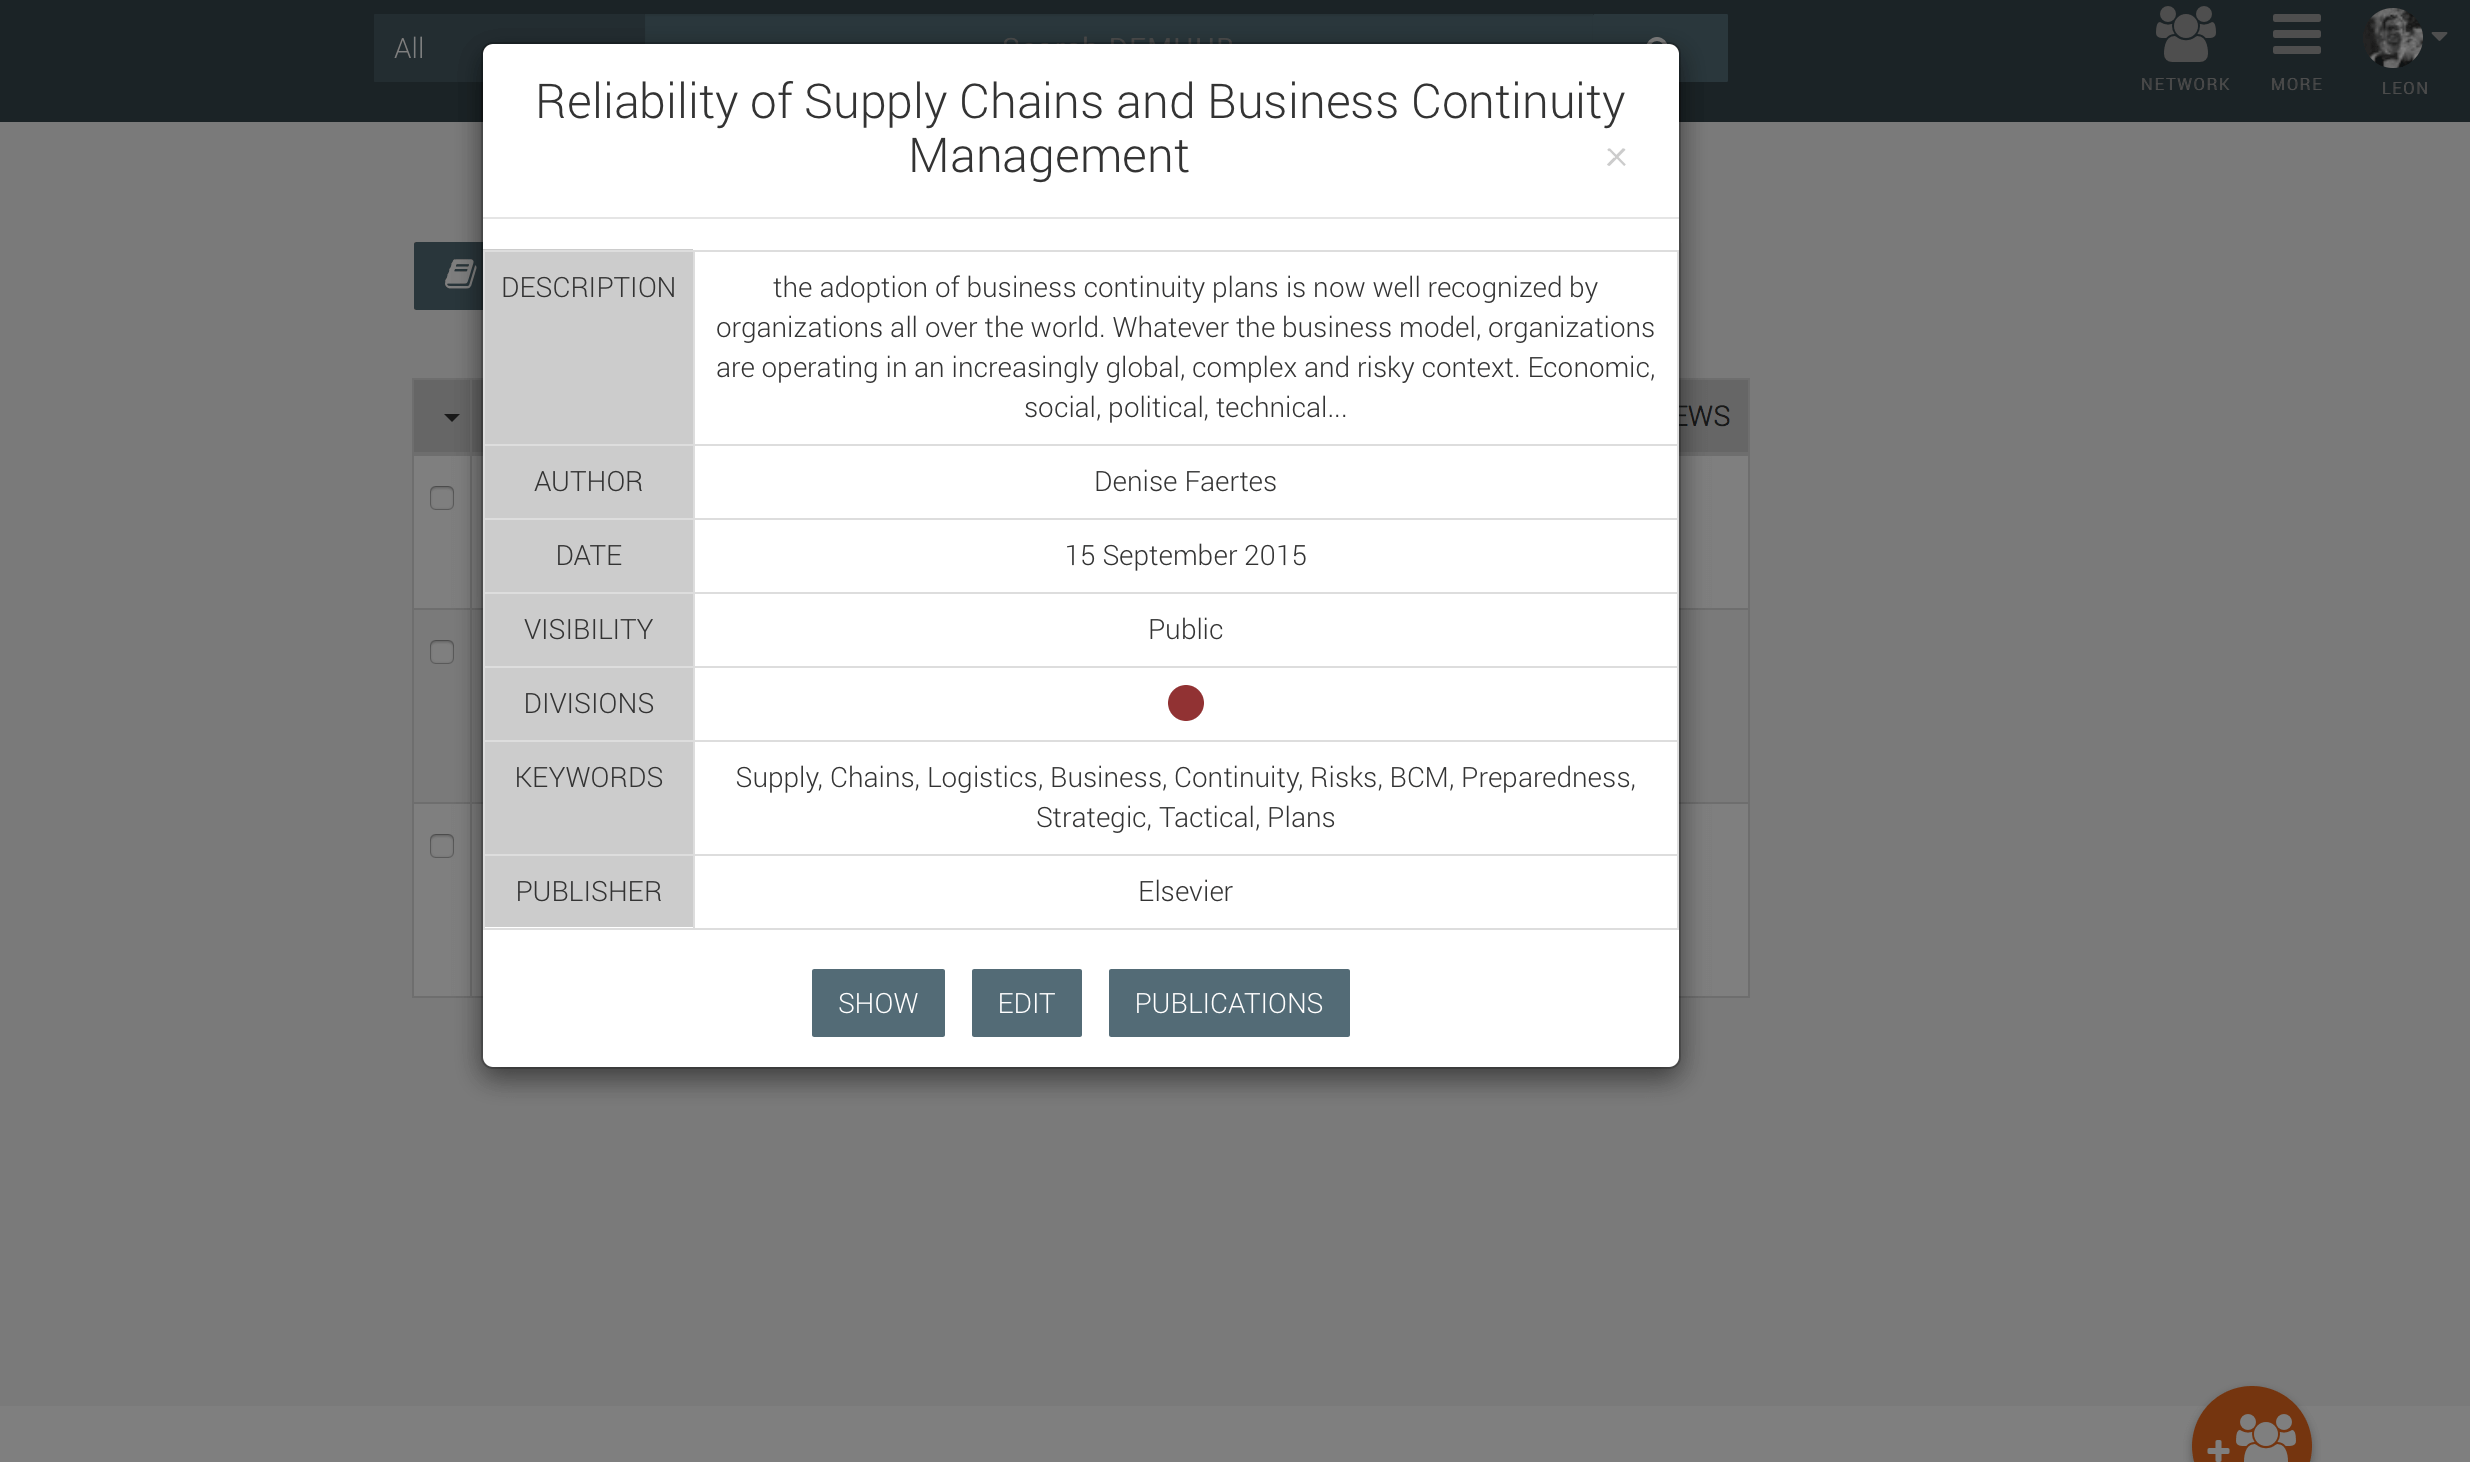 All
NETWORK
MORE
LEON
Reliability of Supply Chains and Business Continuity
Management
×
EWS
DESCRIPTION
the adoption of business continuity plans is now well recognized by
organizations all over the world. Whatever the business model, organizations
are operating in an increasingly global, complex and risky context. Economic,
social, political, technical...
AUTHOR
Denise Faertes
DATE
15 September 2015
VISIBILITY
Public
DIVISIONS
KEYWORDS
Supply, Chains, Logistics, Business, Continuity, Risks, BCM, Preparedness,
Strategic, Tactical, Plans
PUBLISHER
Elsevier
SHOW
EDIT
PUBLICATIONS